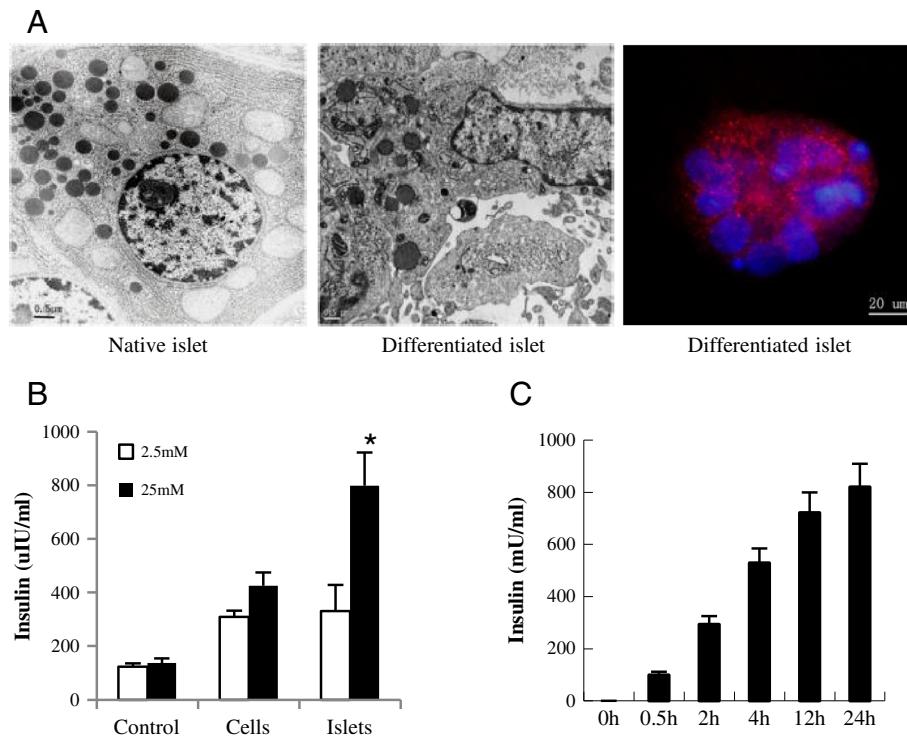 A
0.5μm
20 um
Native islet
Differentiated islet
Differentiated islet
B
1000
800
600
400
200
0
Insulin (uIU/ml)
2.5mM
25mM
*
Control
Cells
Islets
C
1000
800
600
400
200
0
Insulin (mU/ml)
0h
0.5h
2h
4h
12h
24h